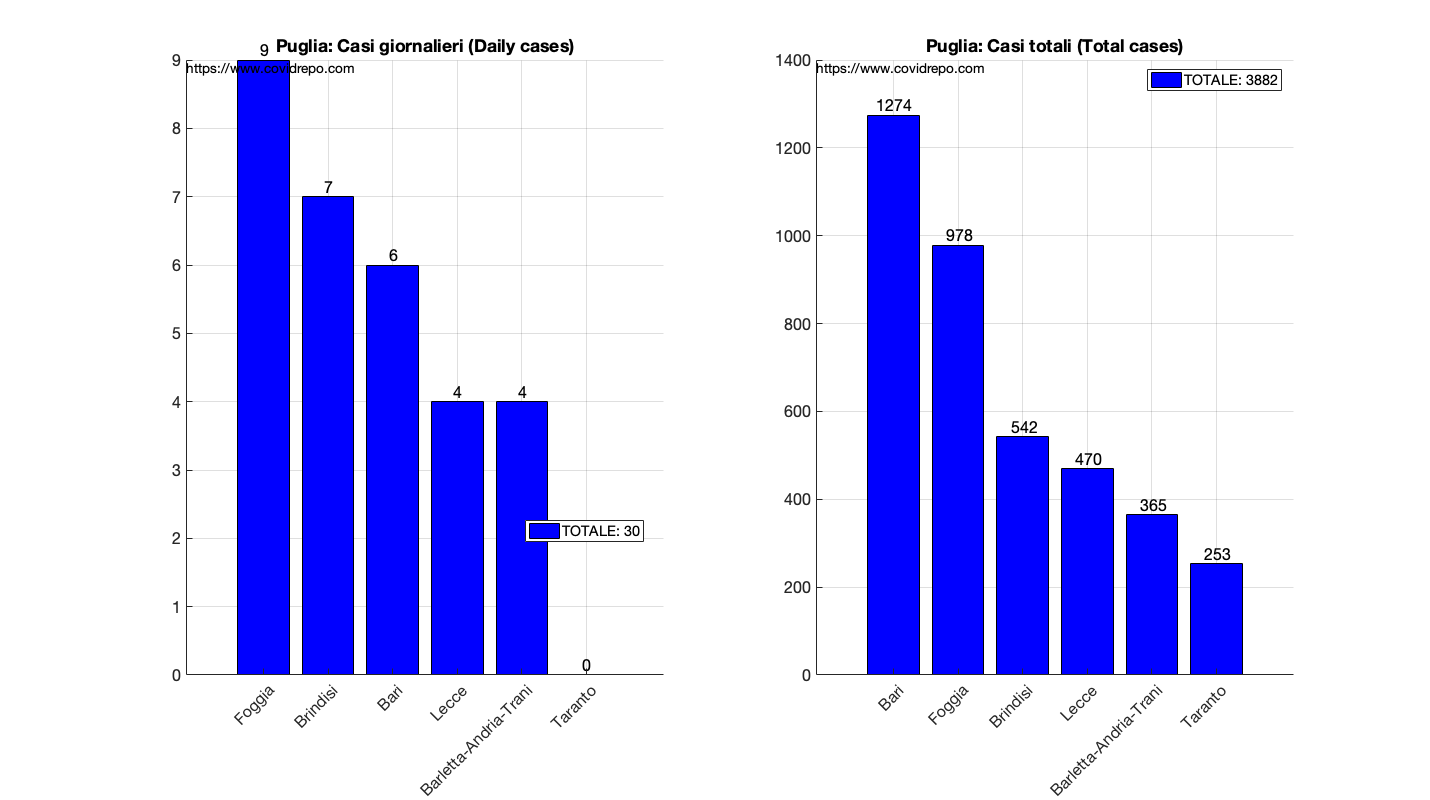 Puglia: Casi giornalieri (Daily cases)
https://www.covidrepo.com
9
8
7
6
5
4
3
2
1
0
9
7
6
4
4
0
TOTALE: 30
Foggia
Brindisi
Bari
Lecce
Barletta-Andria-Trani
Taranto
Puglia: Casi totali (Total cases)
https://www.covidrepo.com
TOTALE: 3882
1400
1200
1000
800
600
400
200
0
1274
978
542
470
365
253
Bari
Foggia
Brindisi
Lecce
Barletta-Andria-Trani
Taranto